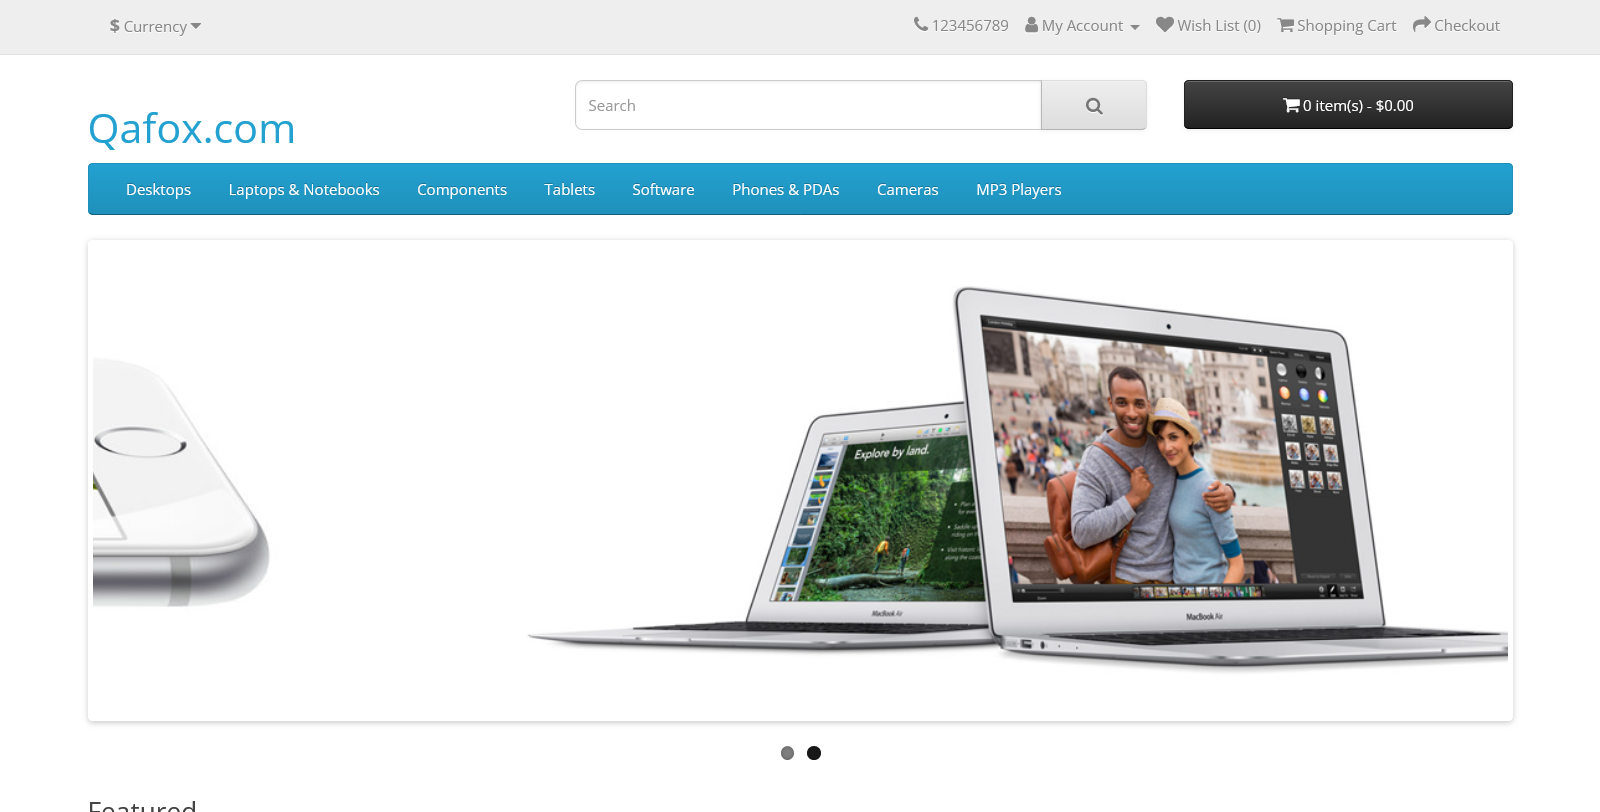 $ Currency
123456789 My Account Wish List (0) Shopping Cart Checkout
Qafox.com
Search
0 item(s) - $0.00
Desktops Laptops & Notebooks Components Tablets Software Phones & PDAs Cameras MP3 Players
Explore by land.
MacBook Air
MacBook Air
Featured